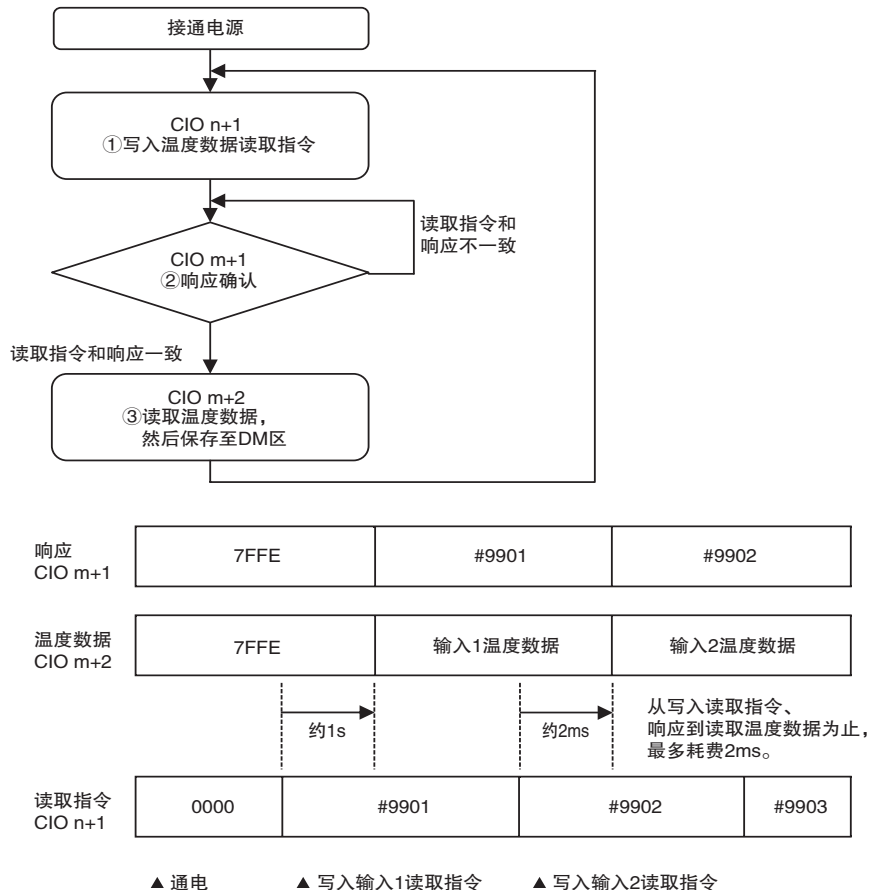 接通电源
CIO n+1
①写入温度数据读取指令
读取指令和
响应不一致
CIO m+1
②响应确认
读取指令和响应一致
CIO m+2
③读取温度数据，
然后保存至DM区
响应
CIO m+1
7FFE
#9901
#9902
温度数据
CIO m+2
7FFE
输入1温度数据
输入2温度数据
约1s
约2ms
从写入读取指令、
响应到读取温度数据为止，
最多耗费2ms。
读取指令
CIO n+1
0000
#9901
#9902
#9903
▲ 通电
▲ 写入输入1读取指令
▲ 写入输入2读取指令